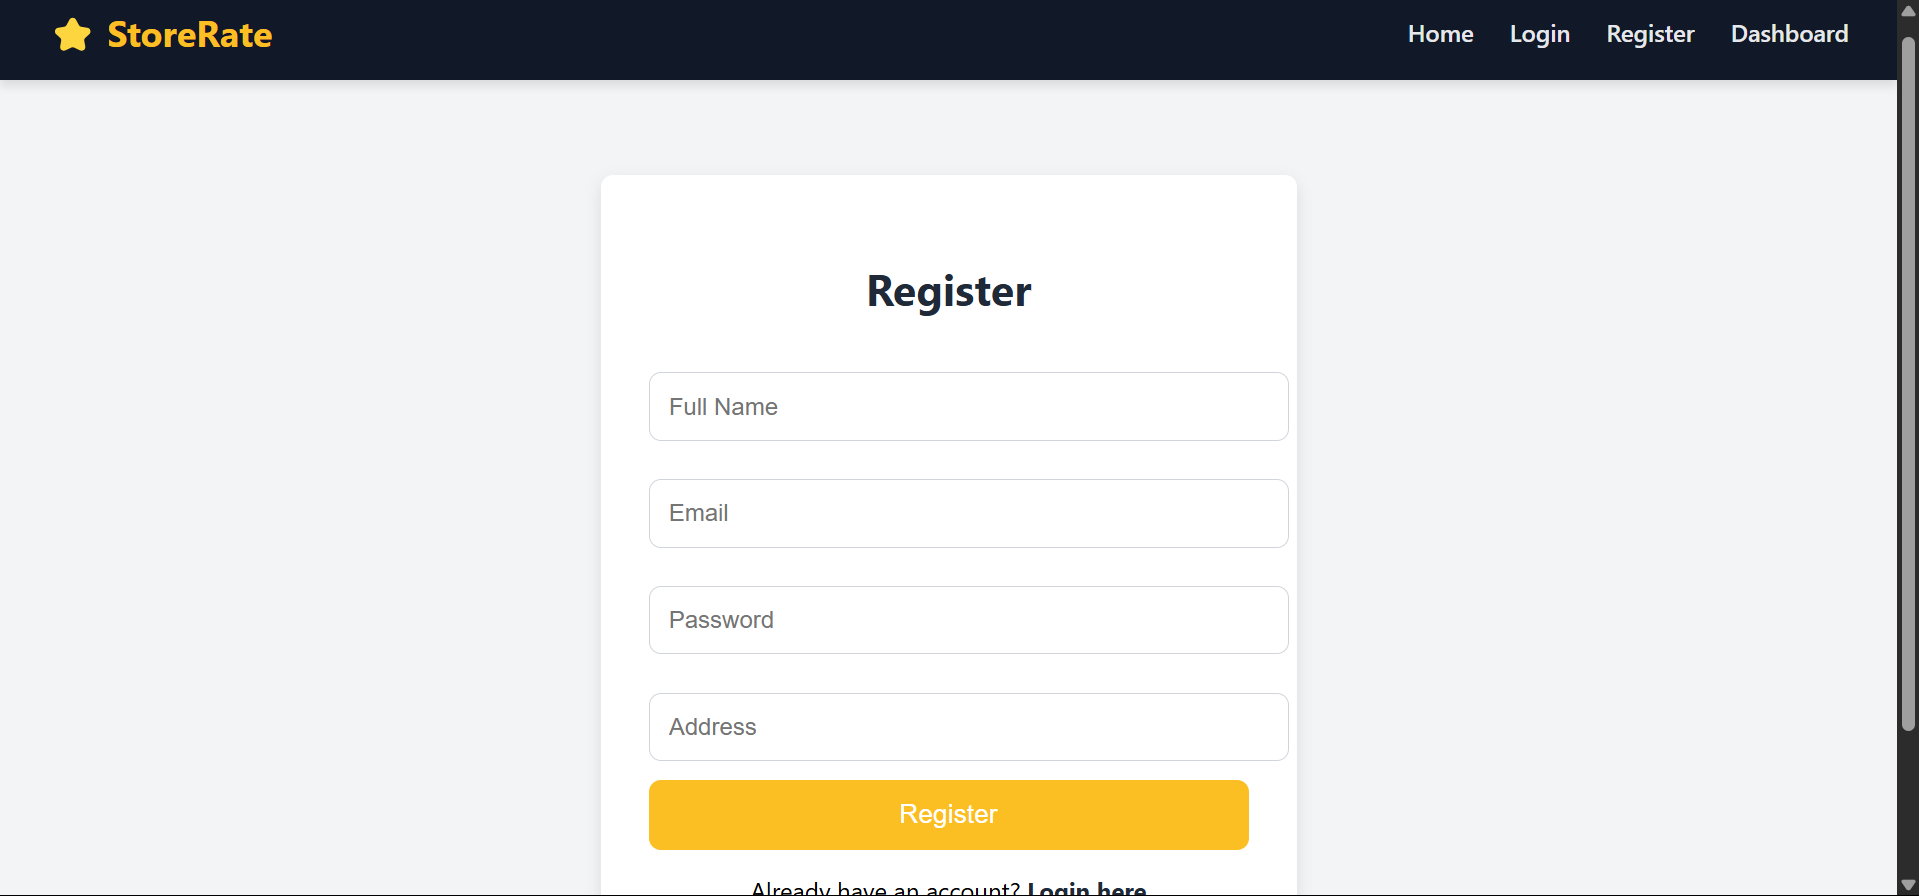 StoreRate
Home Login Register Dashboard
Register
Full Name
Email
Password
Address
Register
Already have an account? Login here